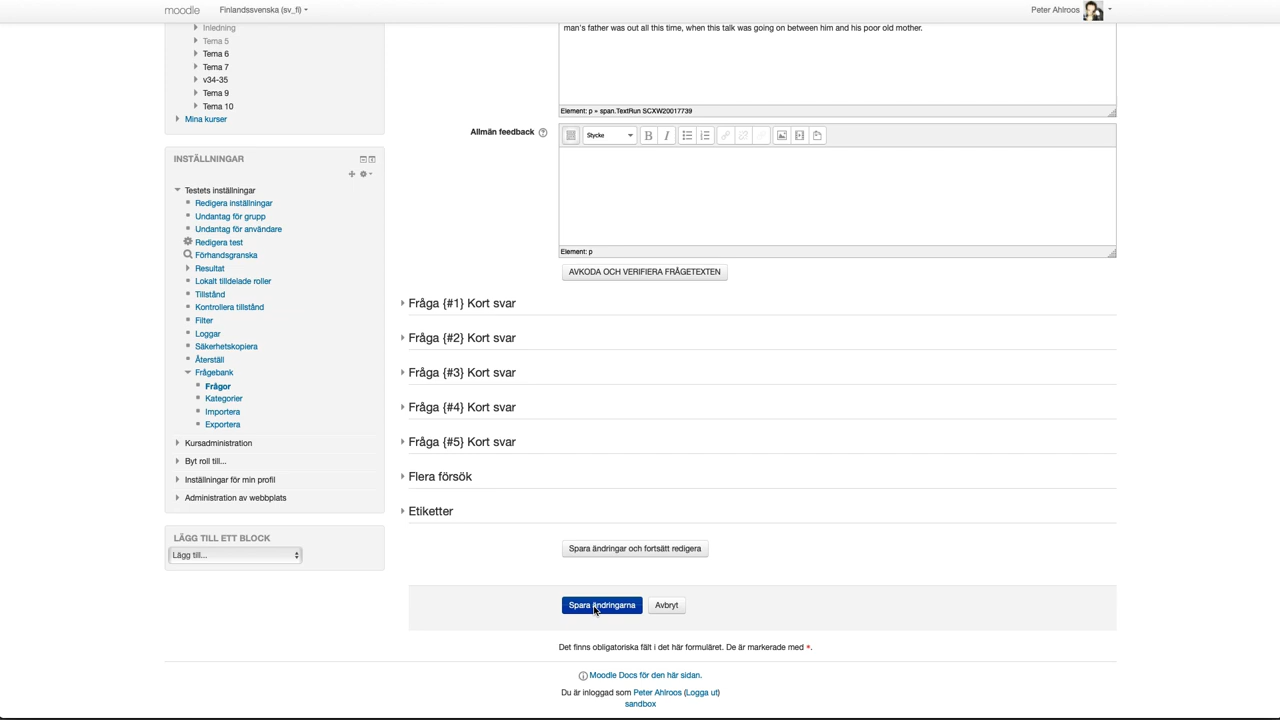 moodle
Finlandssvenska (sv_fi)
Peter Ahlroos
Inledning
Tema 5
Tema 6
Tema 7
v34-35
Tema 9
Tema 10
Mina kurser
INSTÄLLNINGAR
Testets inställningar
Redigera inställningar
Undantag för grupp
Undantag för användare
Redigera test
Förhandsgranska
Resultat
Lokalt tilldelade roller
Tillstånd
Kontrollera tillstånd
Filter
Loggar
Säkerhetskopiera
Återställ
Frågebank
Frågor
Kategorier
Importera
Exportera
Kursadministration
Byt roll till...
Inställningar för min profil
Administration av webbplats
LÄGG TILL ETT BLOCK
Lägg till...
man's father was out all this time, when this talk was going on between him and his poor old mother.
Element: p » span.TextRun SCXW20017739
Allmän feedback
Stycke
B I
Element: p
AVKODA OCH VERIFIERA FRÅGETEXTEN
Fråga {#1} Kort svar
Fråga {#2} Kort svar
Fråga {#3} Kort svar
Fråga {#4} Kort svar
Fråga {#5} Kort svar
Flera försök
Etiketter
Spara ändringar och fortsätt redigera
Spara ändringarna Avbryt
Det finns obligatoriska fält i det här formuläret. De är markerade med *.
Moodle Docs för den här sidan.
Du är inloggad som Peter Ahlroos (Logga ut)
sandbox